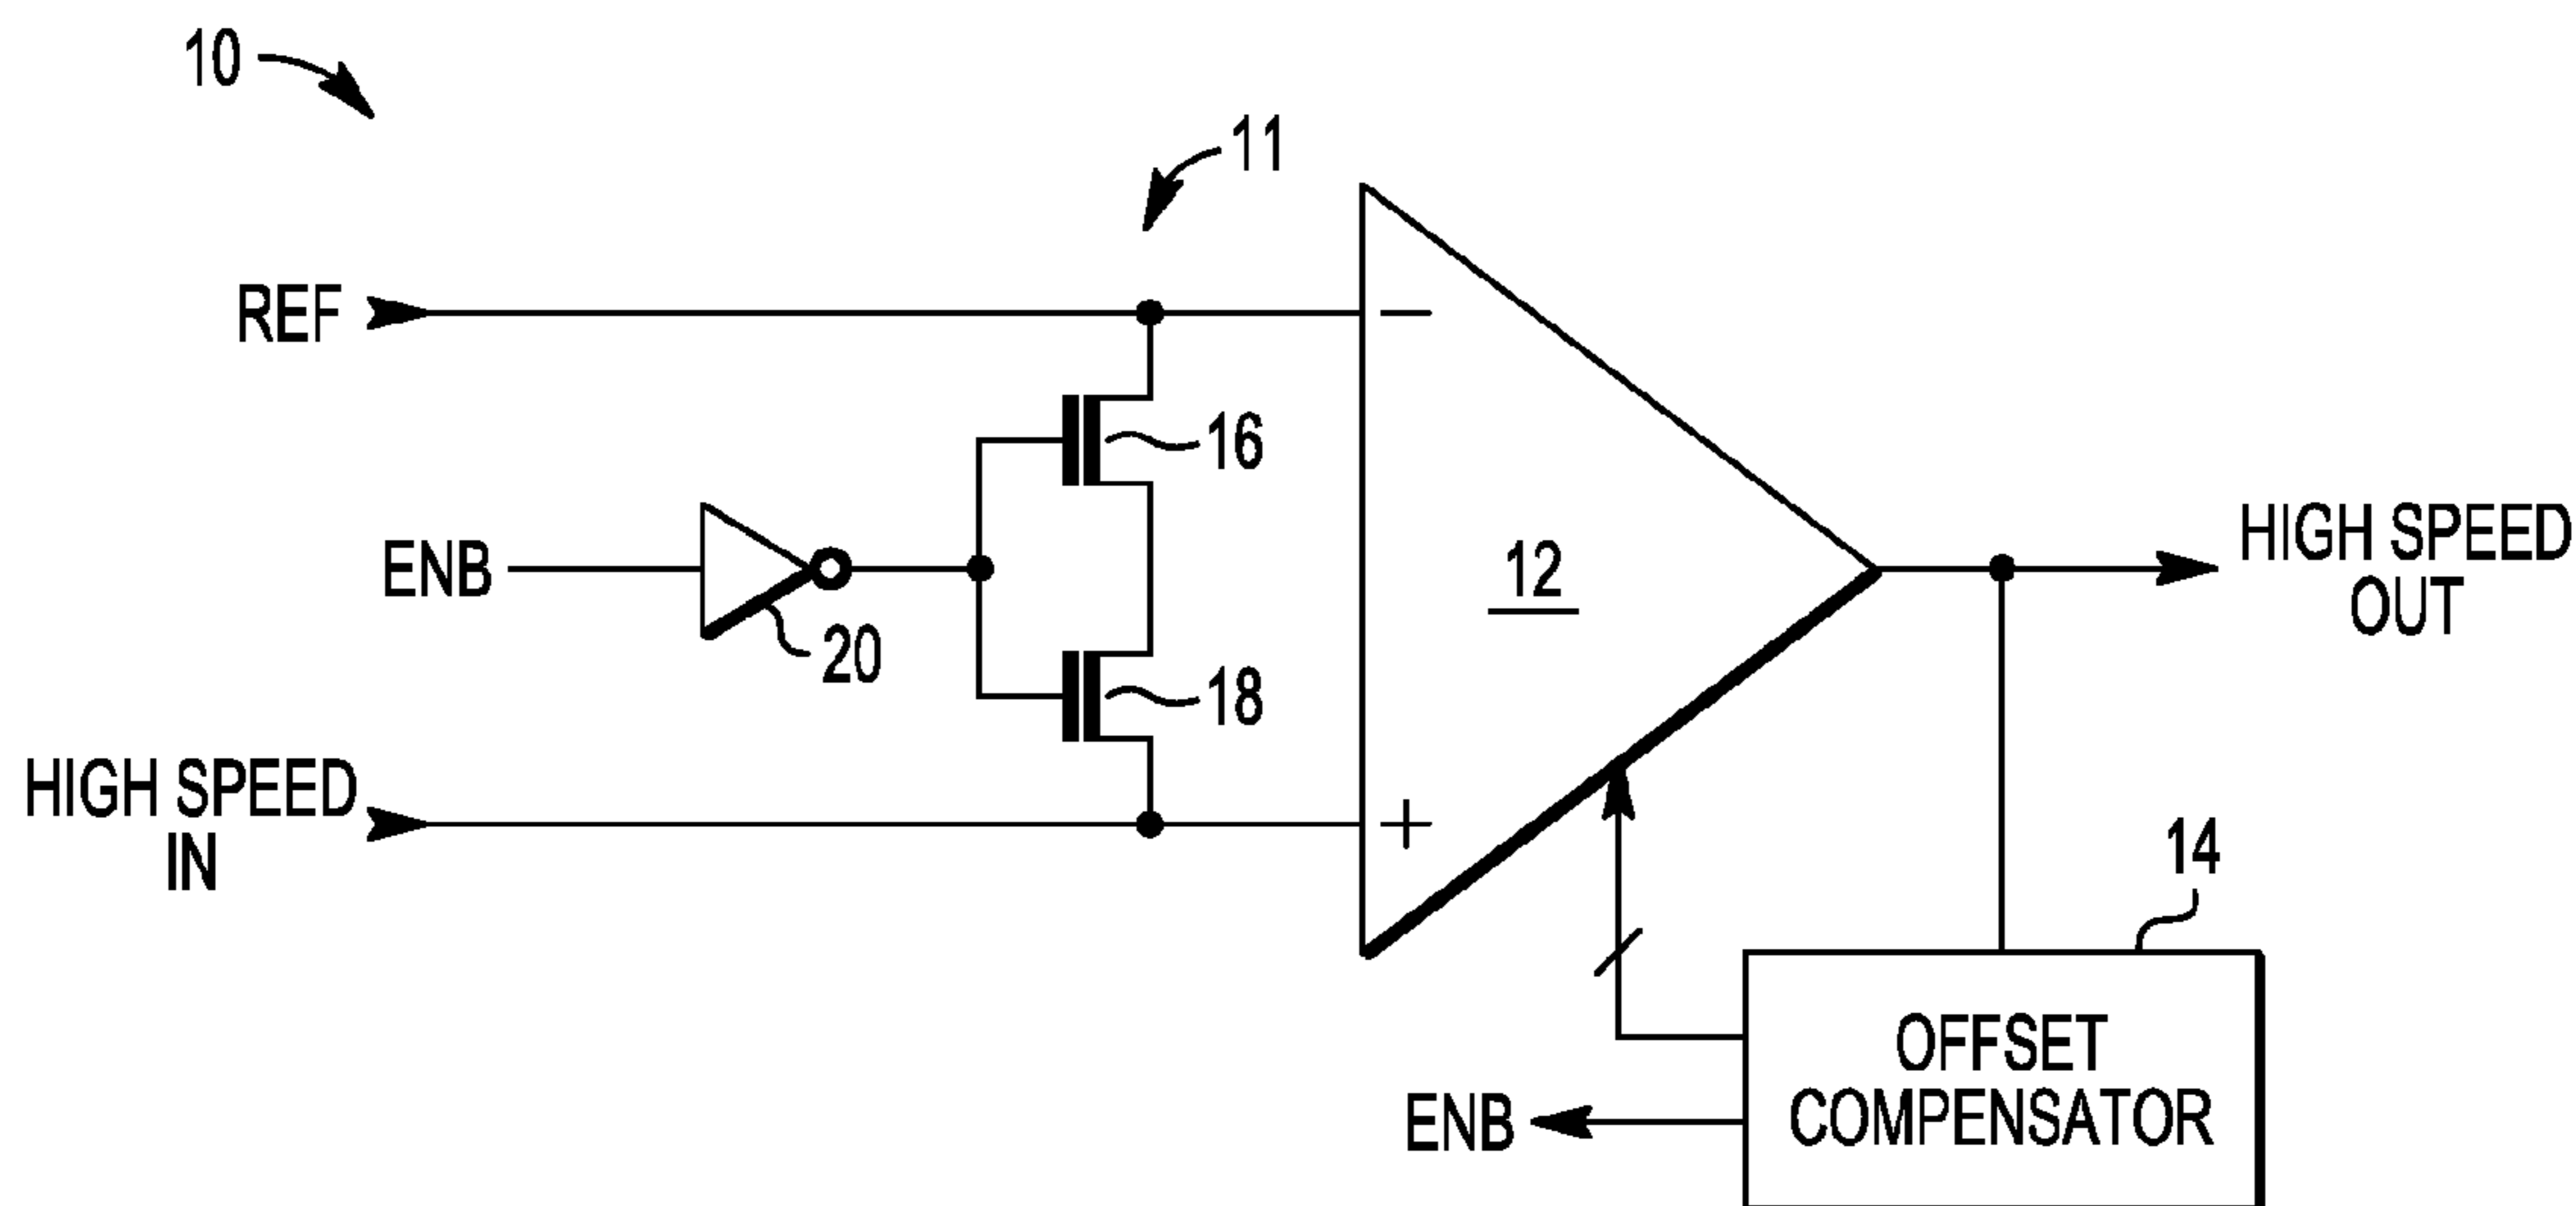 10
11
REF
−
16
ENB
20
12
HIGH SPEED
OUT
18
HIGH SPEED
IN
+
14
OFFSET
COMPENSATOR
ENB